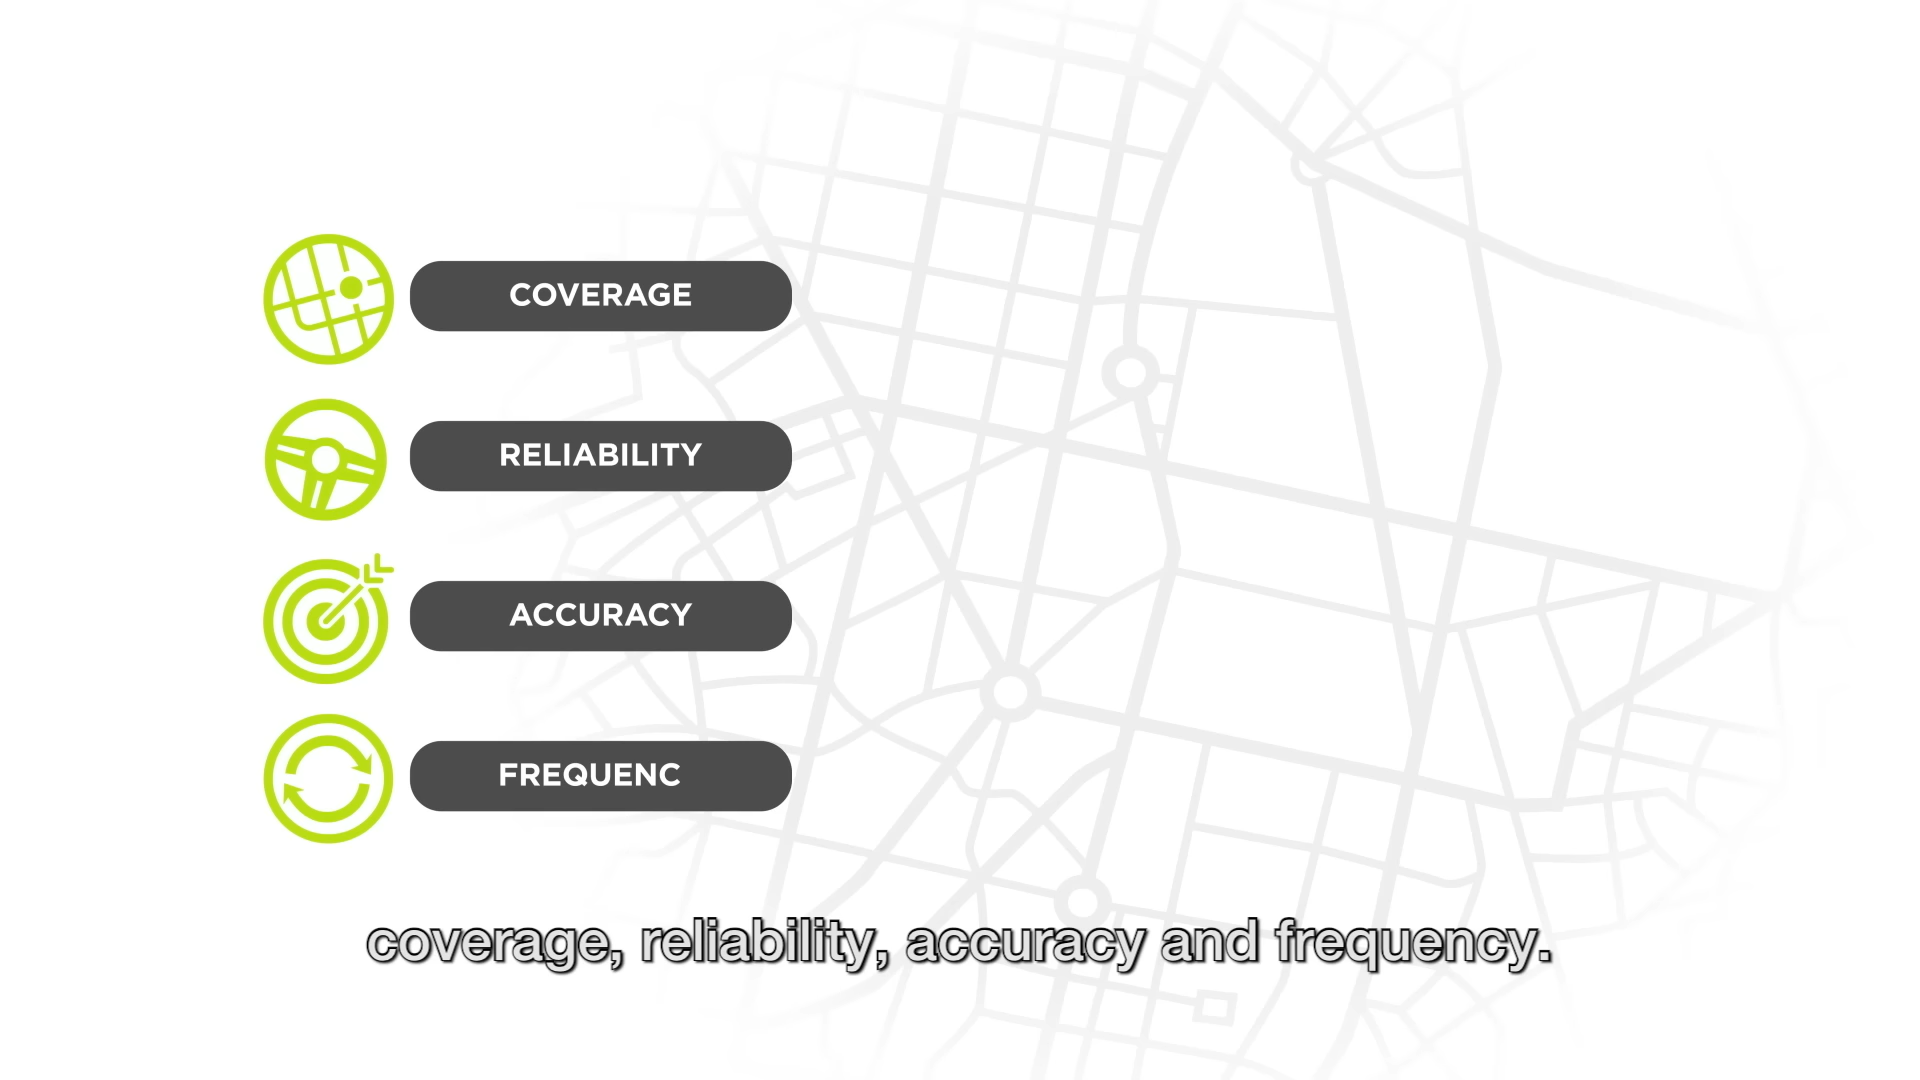 COVERAGE
RELIABILITY
ACCURACY
FREQUENC
coverage, reliability, accuracy and frequency.